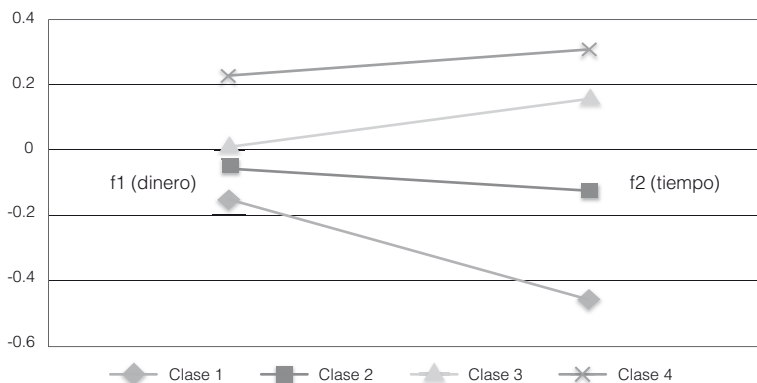 0.4
0.2
0
f1 (dinero)
f2 (tiempo)
-0.2
-0.4
-0.6
Clase 1 Clase 2 Clase 3 Clase 4